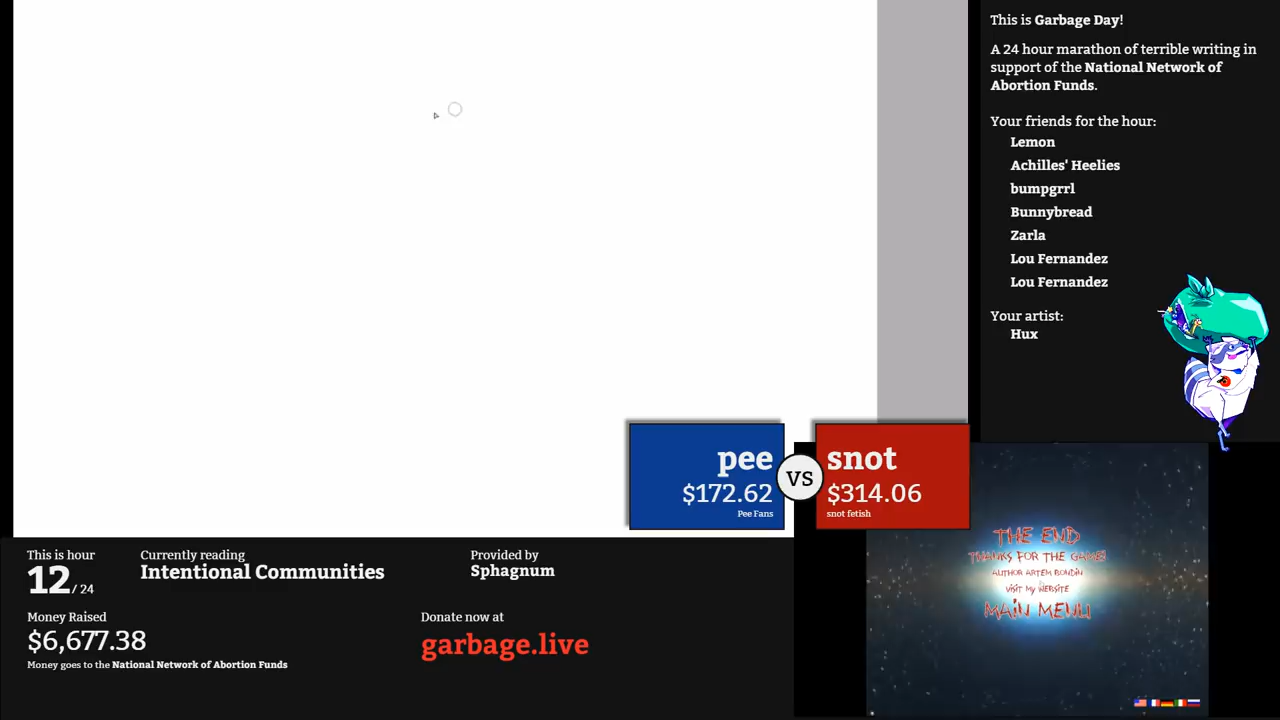 This is Garbage Day!
A 24 hour marathon of terrible writing in
support of the National Network of
Abortion Funds.
Your friends for the hour:
Lemon
Achilles' Heelies
bumpgrrl
Bunnybread
Zarla
Lou Fernandez
Lou Fernandez
Your artist:
Hux
pee
$172.62
Pee Fans
VS
snot
$314.06
snot fetish
This is hour
12 / 24
Currently reading
Intentional Communities
Provided by
Sphagnum
Money Raised
$6,677.38
Money goes to the National Network of Abortion Funds
Donate now at
garbage.live
THE END
THANKS FOR THE GAME!
AUTHOR ARTEM BONDIN
VISIT MY WEBSITE
MAIN MENU